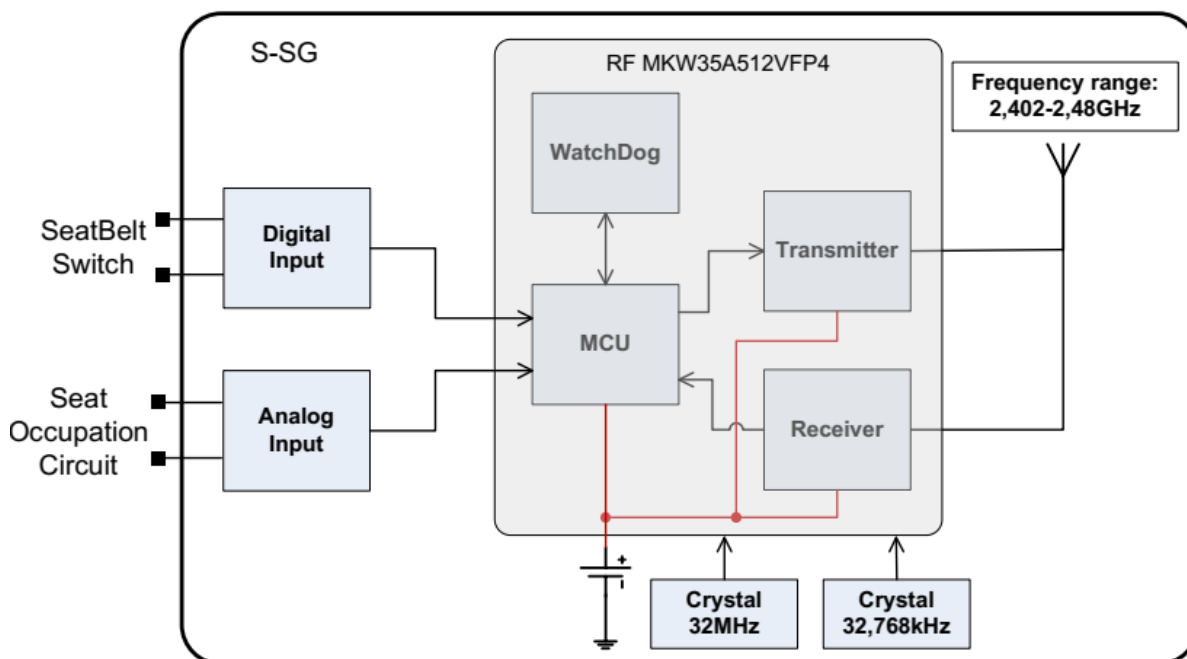 S-SG
RF MKW35A512VFP4
Frequency range:
2,402-2,48GHz
WatchDog
SeatBelt
Switch
Digital
Input
Transmitter
MCU
Seat
Occupation
Circuit
Analog
Input
Receiver
+
-
Crystal
32MHz
Crystal
32,768kHz